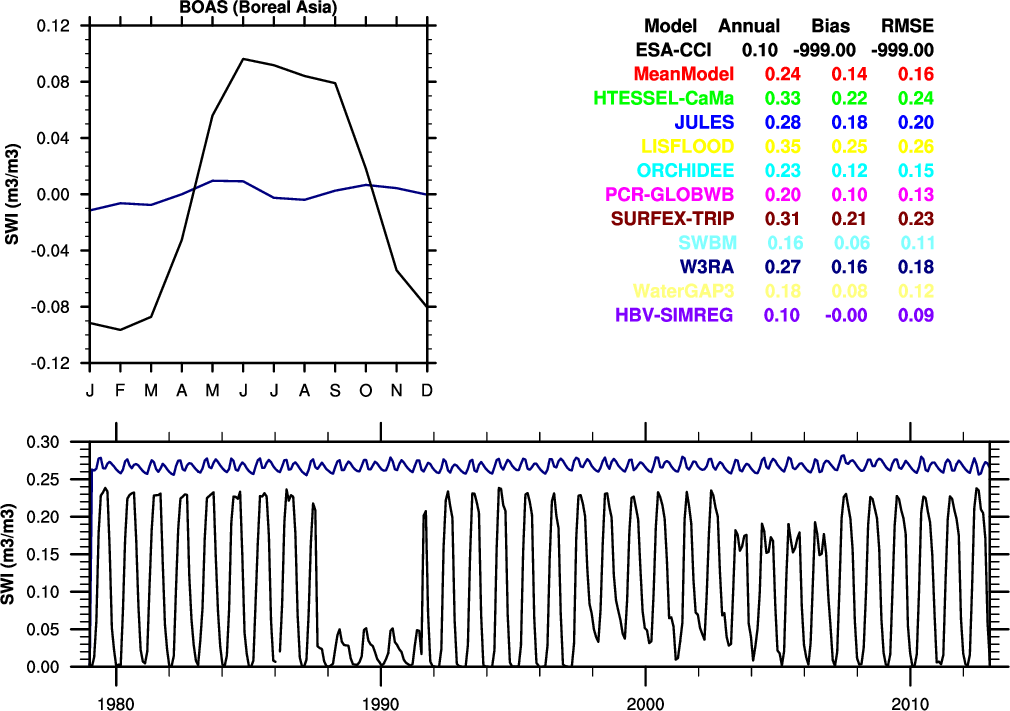 BOAS (Boreal Asia)
0.12
0.08
0.04
0.00
-0.04
-0.08
-0.12
SWI (m3/m3)
J F M A M J J A S O N D
Model Annual Bias RMSE
ESA-CCI 0.10 -999.00 -999.00
MeanModel 0.24 0.14 0.16
HTESSEL-CaMa 0.33 0.22 0.24
JULES 0.28 0.18 0.20
LISFLOOD 0.35 0.25 0.26
ORCHIDEE 0.23 0.12 0.15
PCR-GLOBWB 0.20 0.10 0.13
SURFEX-TRIP 0.31 0.21 0.23
SWBM 0.16 0.06 0.11
W3RA 0.27 0.16 0.18
WaterGAP3 0.18 0.08 0.12
HBV-SIMREG 0.10 -0.00 0.09
0.30
0.25
0.20
0.15
0.10
0.05
0.00
SWI (m3/m3)
1980 1990 2000 2010